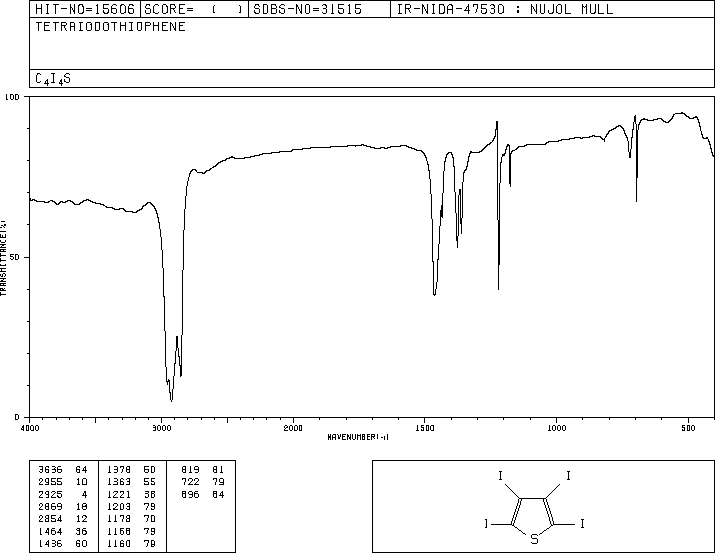 HIT-NO=15606 SCORE= ( ) SDBS-NO=31515 IR-NIDA-47530 : NUJOL MULL
TETRAIODOTHIOPHENE
C4I4S
100
50
0
TRANSMITTANCE(%)
4000 3000 2000 1500 1000 500
WAVENUMBER(-1)
3636 64 1378 50 819 81
2955 10 1363 55 722 79
2925 4 1221 38 696 64
2869 18 1203 79
2854 12 1178 70
1464 36 1168 79
1436 60 1160 79
I I
I I
S